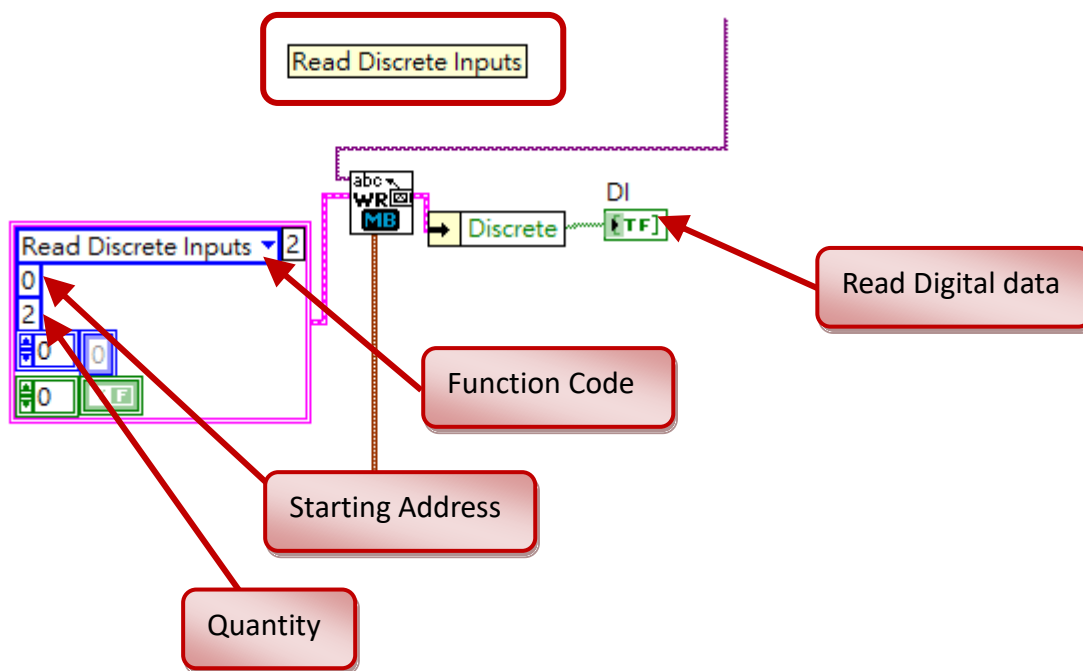 Read Discrete Inputs
abc
WR
MB
DI
Discrete
TF
Read Discrete Inputs 2
0
2
0 0
0 F
Read Digital data
Function Code
Starting Address
Quantity